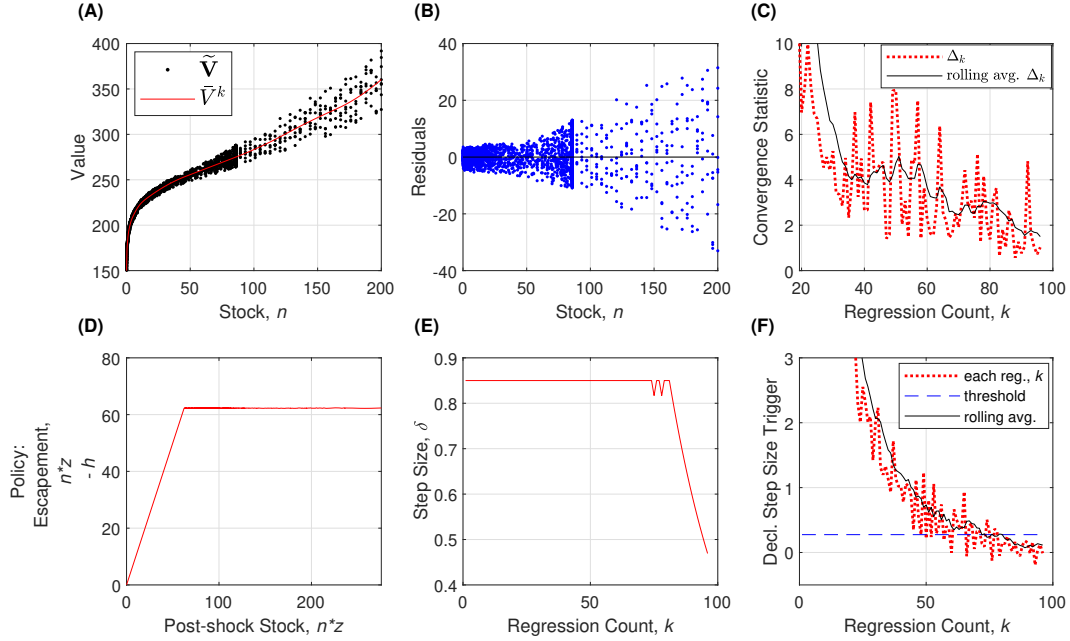 (A)
400
350
300
250
200
150
0
50
100
150
200
Value
Stock, n
Ṽ
V̄ᵏ
(B)
40
20
0
-20
-40
0
50
100
150
200
Residuals
Stock, n
(C)
10
8
6
4
2
0
20
40
60
80
100
Convergence Statistic
Regression Count, k
Δₖ
rolling avg. Δₖ
(D)
80
60
40
20
0
0
100
200
Policy:
Escapement,
n*z
- h
Post-shock Stock, n*z
(E)
0.9
0.8
0.7
0.6
0.5
0.4
0
50
100
Step Size, δ
Regression Count, k
(F)
3
2
1
0
0
50
100
Decl. Step Size Trigger
Regression Count, k
each reg., k
threshold
rolling avg.